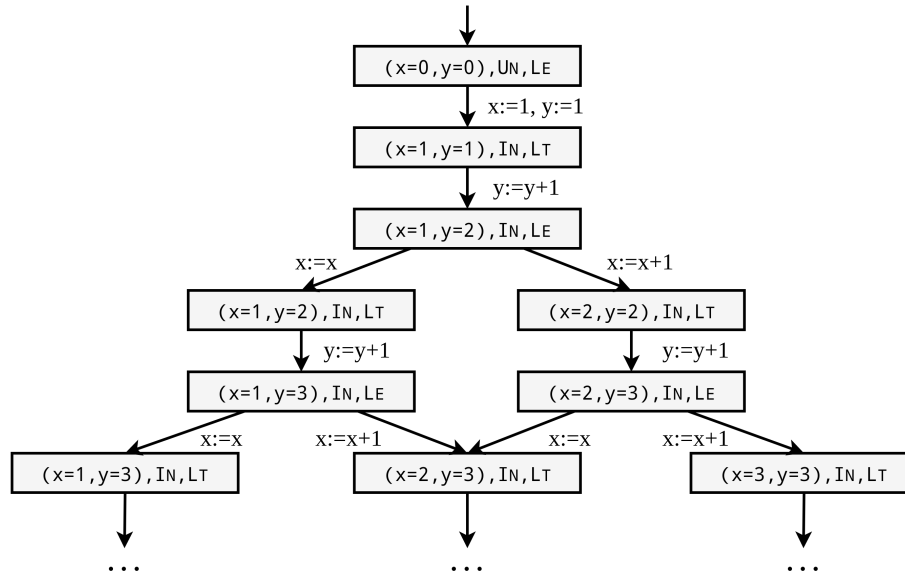 (x=0,y=0),UN,LE
x:=1, y:=1
(x=1,y=1),IN,LT
y:=y+1
(x=1,y=2),IN,LE
x:=x x:=x+1
(x=1,y=2),IN,LT (x=2,y=2),IN,LT
y:=y+1 y:=y+1
(x=1,y=3),IN,LE (x=2,y=3),IN,LE
x:=x x:=x+1 x:=x x:=x+1
(x=1,y=3),IN,LT (x=2,y=3),IN,LT (x=3,y=3),IN,LT
... ... ...